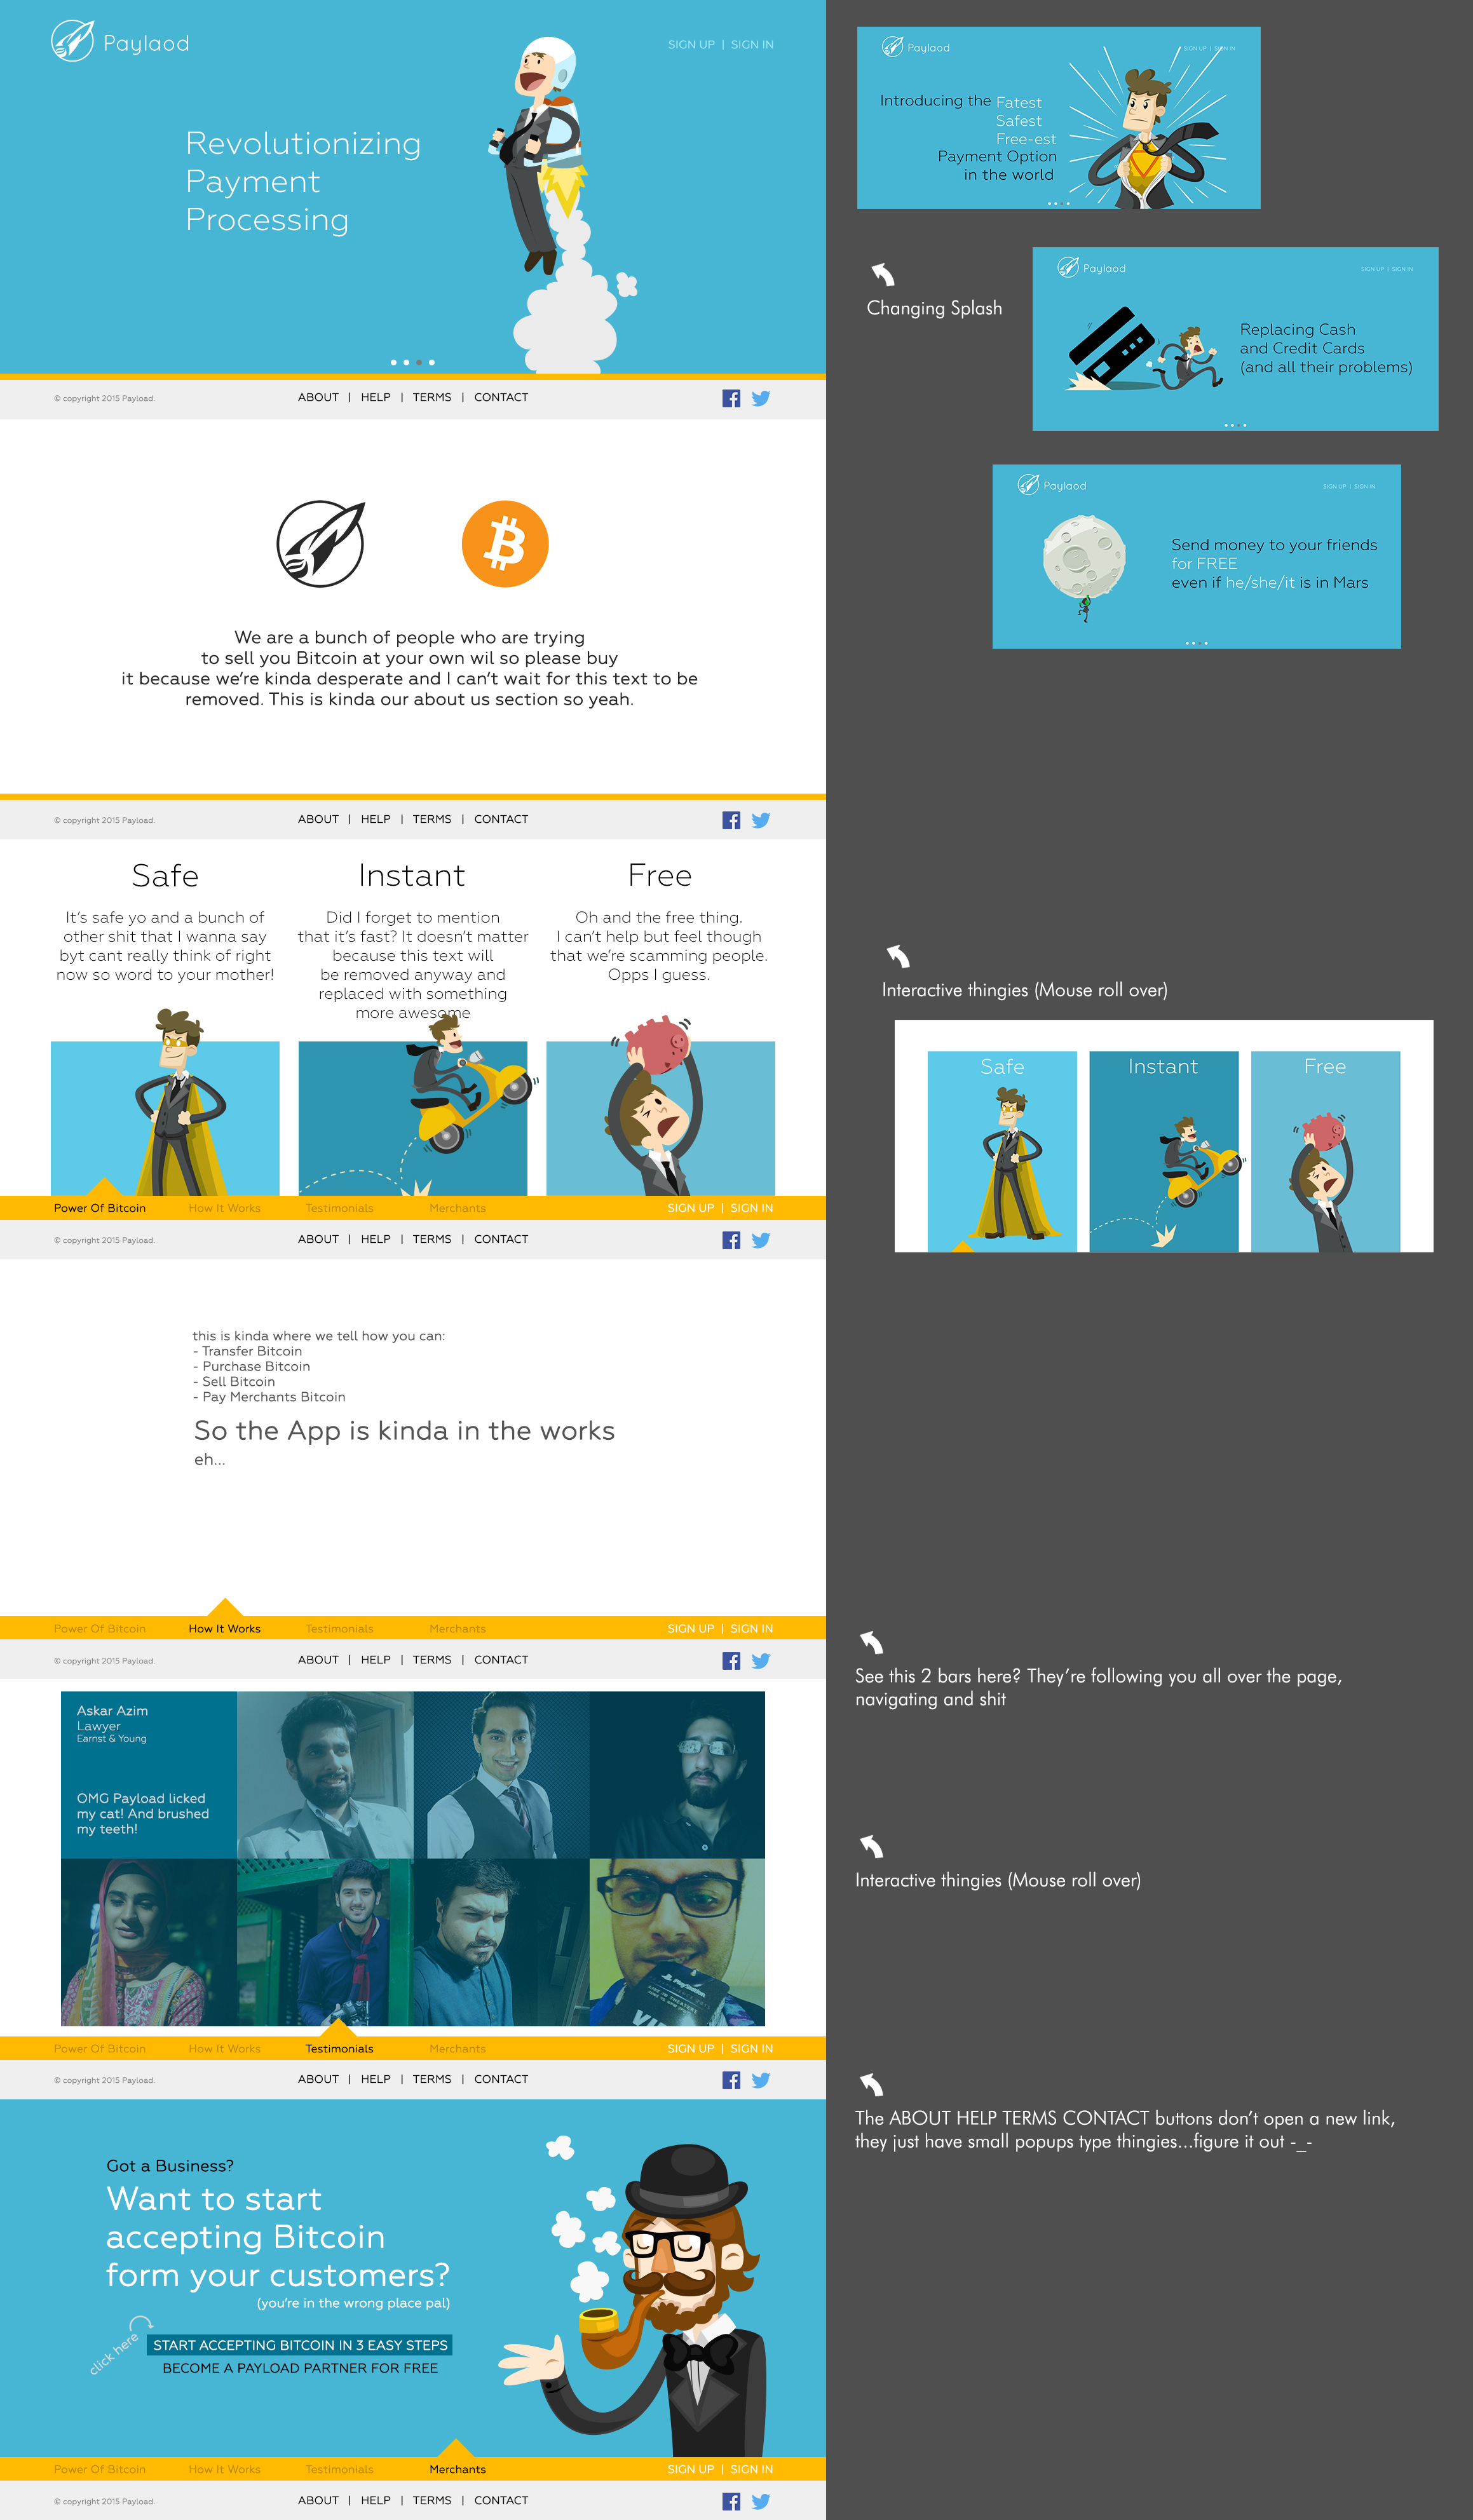 Paylaod
SIGN UP | SIGN IN
Revolutionizing
Payment
Processing
© copyright 2015 Payload.
ABOUT | HELP | TERMS | CONTACT
We are a bunch of people who are trying
to sell you Bitcoin at your own wil so please buy
it because we're kinda desperate and I can't wait for this text to be
removed. This is kinda our about us section so yeah.
© copyright 2015 Payload.
ABOUT | HELP | TERMS | CONTACT
Safe
It's safe yo and a bunch of
other shit that I wanna say
byt cant really think of right
now so word to your mother!
Instant
Did I forget to mention
that it's fast? It doesn't matter
because this text will
be removed anyway and
replaced with something
more awesome
Free
Oh and the free thing.
I can't help but feel though
that we're scamming people.
Opps I guess.
Power Of Bitcoin
How It Works
Testimonials
Merchants
SIGN UP | SIGN IN
© copyright 2015 Payload.
ABOUT | HELP | TERMS | CONTACT
this is kinda where we tell how you can:
- Transfer Bitcoin
- Purchase Bitcoin
- Sell Bitcoin
- Pay Merchants Bitcoin
So the App is kinda in the works
eh...
Power Of Bitcoin
How It Works
Testimonials
Merchants
SIGN UP | SIGN IN
© copyright 2015 Payload.
ABOUT | HELP | TERMS | CONTACT
Askar Azim
Lawyer
Earnst & Young
OMG Payload licked
my cat! And brushed
my teeth!
Power Of Bitcoin
How It Works
Testimonials
Merchants
SIGN UP | SIGN IN
© copyright 2015 Payload.
ABOUT | HELP | TERMS | CONTACT
Got a Business?
Want to start
accepting Bitcoin
form your customers?
(you're in the wrong place pal)
click here
START ACCEPTING BITCOIN IN 3 EASY STEPS
BECOME A PAYLOAD PARTNER FOR FREE
Power Of Bitcoin
How It Works
Testimonials
Merchants
SIGN UP | SIGN IN
© copyright 2015 Payload.
ABOUT | HELP | TERMS | CONTACT
Paylaod
SIGN UP | SIGN IN
Introducing the Fatest
Safest
Free-est
Payment Option
in the world
Changing Splash
Paylaod
SIGN UP | SIGN IN
Replacing Cash
and Credit Cards
(and all their problems)
Paylaod
SIGN UP | SIGN IN
Send money to your friends
for FREE
even if he/she/it is in Mars
Interactive thingies (Mouse roll over)
Safe
Instant
Free
See this 2 bars here? They're following you all over the page,
navigating and shit
Interactive thingies (Mouse roll over)
The ABOUT HELP TERMS CONTACT buttons don't open a new link,
they just have small popups type thingies...figure it out -_-